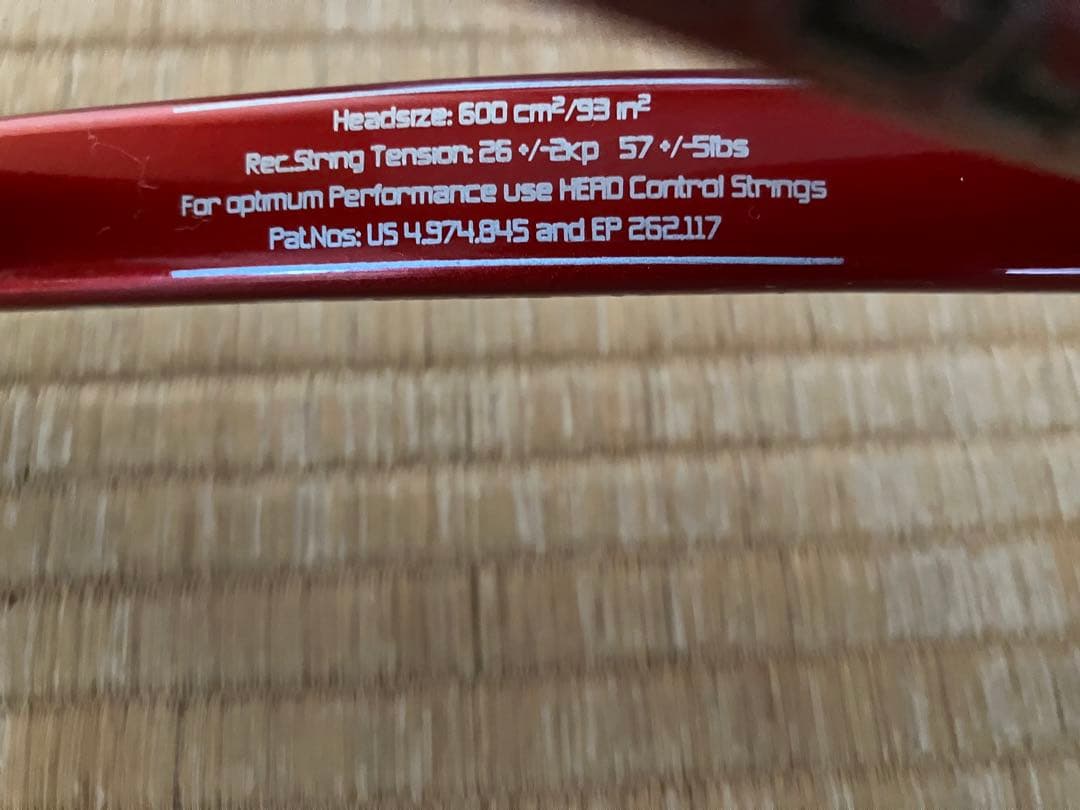 Headsize: 600 cm²/93 in²
Rec.String Tension: 26 +/-2kp 57 +/-5lbs
For optimum Performance use HEAD Control Strings
Pat.Nos: US 4.974.845 and EP 262.117